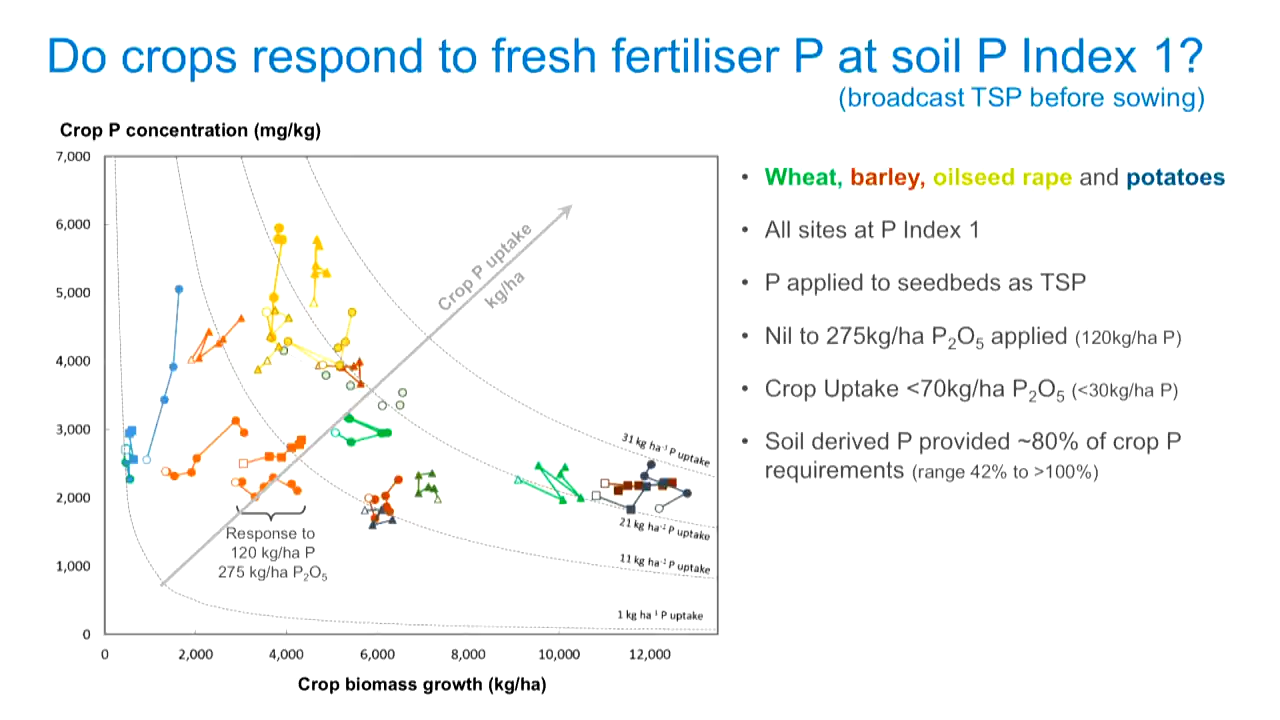 Do crops respond to fresh fertiliser P at soil P Index 1?
(broadcast TSP before sowing)
Crop P concentration (mg/kg)
7,000
6,000
5,000
4,000
3,000
2,000
1,000
0
0
2,000
4,000
6,000
8,000
10,000
12,000
Crop biomass growth (kg/ha)
Crop P uptake
kg/ha
31 kg ha⁻¹ P uptake
21 kg ha⁻¹ P uptake
11 kg ha⁻¹ P uptake
1 kg ha ¹ P uptake
Response to
120 kg/ha P
275 kg/ha P₂O₅
• Wheat, barley, oilseed rape and potatoes
• All sites at P Index 1
• P applied to seedbeds as TSP
• Nil to 275kg/ha P₂O₅ applied (120kg/ha P)
• Crop Uptake <70kg/ha P₂O₅ (<30kg/ha P)
• Soil derived P provided ~80% of crop P
requirements (range 42% to >100%)